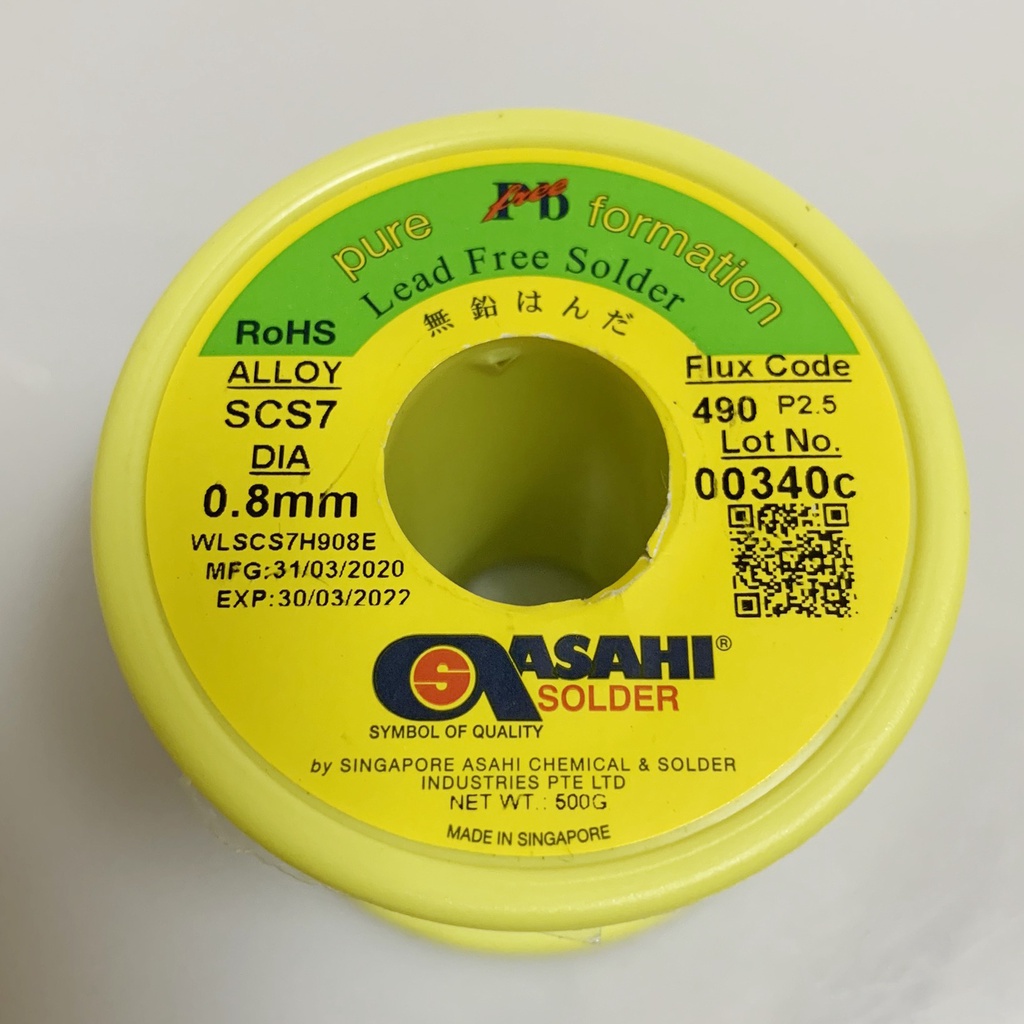 Pb free
pure formation
Lead Free Solder
無鉛はんだ
RoHS
ALLOY
SCS7
DIA
0.8mm
WLSCS7H908E
MFG:31/03/2020
EXP:30/03/2022
Flux Code
490 P2.5
Lot No.
00340c
ASAHI®
S
SOLDER
SYMBOL OF QUALITY
by SINGAPORE ASAHI CHEMICAL & SOLDER
INDUSTRIES PTE LTD
NET WT.: 500G
MADE IN SINGAPORE